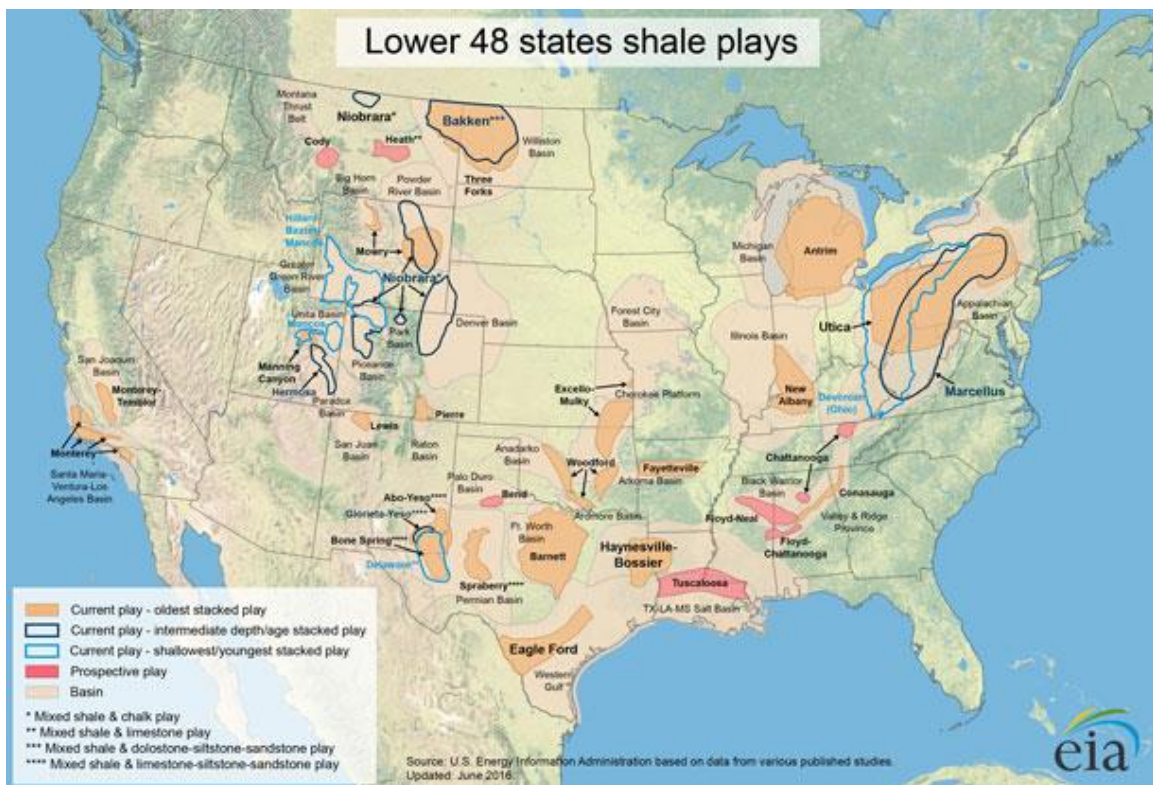 Lower 48 states shale plays
Montana
Thrust
Belt
Niobrara*
Bakken***
Cody
Heath**
Williston
Basin
Big Horn
Basin
Powder
River Basin
Three
Forks
Hilliard-
Baxter-
Mancos
Mowry
Michigan
Basin
Antrim
Greater
Green River
Basin
Niobrara*
Uinta Basin
Mancos
Park
Basin
Denver Basin
Forest City
Basin
Illinois Basin
Utica
Appalachian
Basin
San Joaquin
Basin
Manning
Canyon
Hermosa
Piceance
Basin
Paradox
Basin
Monterey-
Temblor
Excello-
Mulky
Cherokee Platform
New
Albany
Devonian
(Ohio)
Marcellus
Pierre
Lewis
San Juan
Basin
Raton
Basin
Monterey
Santa Maria-
Ventura-Los
Angeles Basin
Anadarko
Basin
Woodford
Fayetteville
Arkoma Basin
Chattanooga
Palo Duro
Basin
Bend
Black Warrior
Basin
Conasauga
Abo-Yeso****
Glorieta-Yeso****
Ardmore Basin
Floyd-Neal
Valley & Ridge
Province
Bone Spring****
Ft. Worth
Basin
Haynesville-
Bossier
Floyd-
Chattanooga
Delaware
Barnett
Spraberry****
Permian Basin
Tuscaloosa
TX-LA-MS Salt Basin
Eagle Ford
Western
Gulf
Current play - oldest stacked play
Current play - intermediate depth/age stacked play
Current play - shallowest/youngest stacked play
Prospective play
Basin
* Mixed shale & chalk play
** Mixed shale & limestone play
*** Mixed shale & dolostone-siltstone-sandstone play
**** Mixed shale & limestone-siltstone-sandstone play
Source: U.S. Energy Information Administration based on data from various published studies.
Updated: June 2016
eia